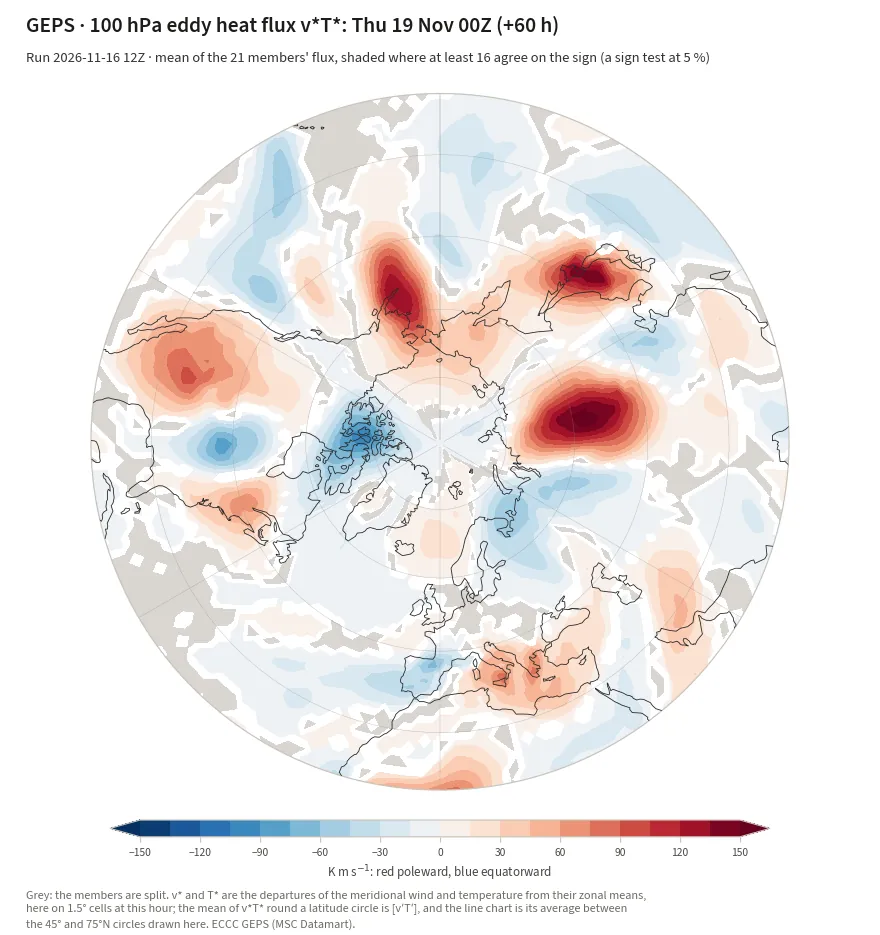 GEPS · 100 hPa eddy heat flux v*T*: Thu 19 Nov 00Z (+60 h)
Run 2026-11-16 12Z · mean of the 21 members' flux, shaded where at least 16 agree on the sign (a sign test at 5 %)
−150 −120 −90 −60 −30 0 30 60 90 120 150
K m s⁻¹: red poleward, blue equatorward
Grey: the members are split. v* and T* are the departures of the meridional wind and temperature from their zonal means,
here on 1.5° cells at this hour; the mean of v*T* round a latitude circle is [v'T'], and the line chart is its average between
the 45° and 75°N circles drawn here. ECCC GEPS (MSC Datamart).